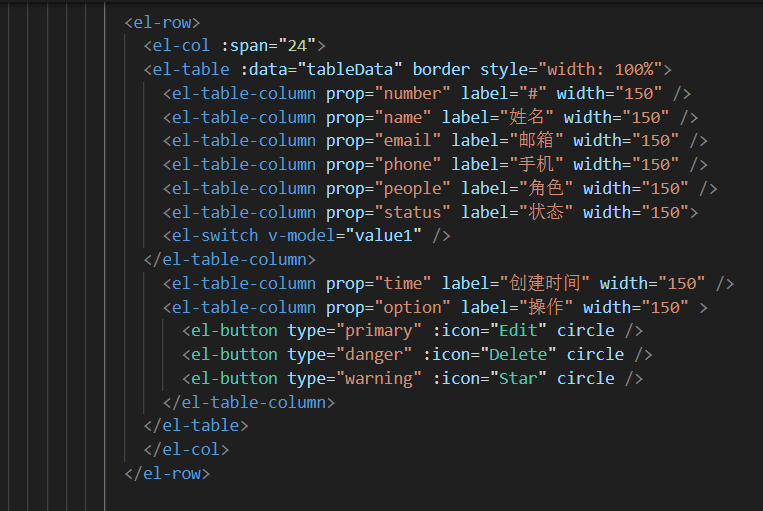 <el-row>
<el-col :span="24">
<el-table :data="tableData" border style="width: 100%">
<el-table-column prop="number" label="#" width="150" />
<el-table-column prop="name" label="姓名" width="150" />
<el-table-column prop="email" label="邮箱" width="150" />
<el-table-column prop="phone" label="手机" width="150" />
<el-table-column prop="people" label="角色" width="150" />
<el-table-column prop="status" label="状态" width="150">
<el-switch v-model="value1" />
</el-table-column>
<el-table-column prop="time" label="创建时间" width="150" />
<el-table-column prop="option" label="操作" width="150" >
<el-button type="primary" :icon="Edit" circle />
<el-button type="danger" :icon="Delete" circle />
<el-button type="warning" :icon="Star" circle />
</el-table-column>
</el-table>
</el-col>
</el-row>